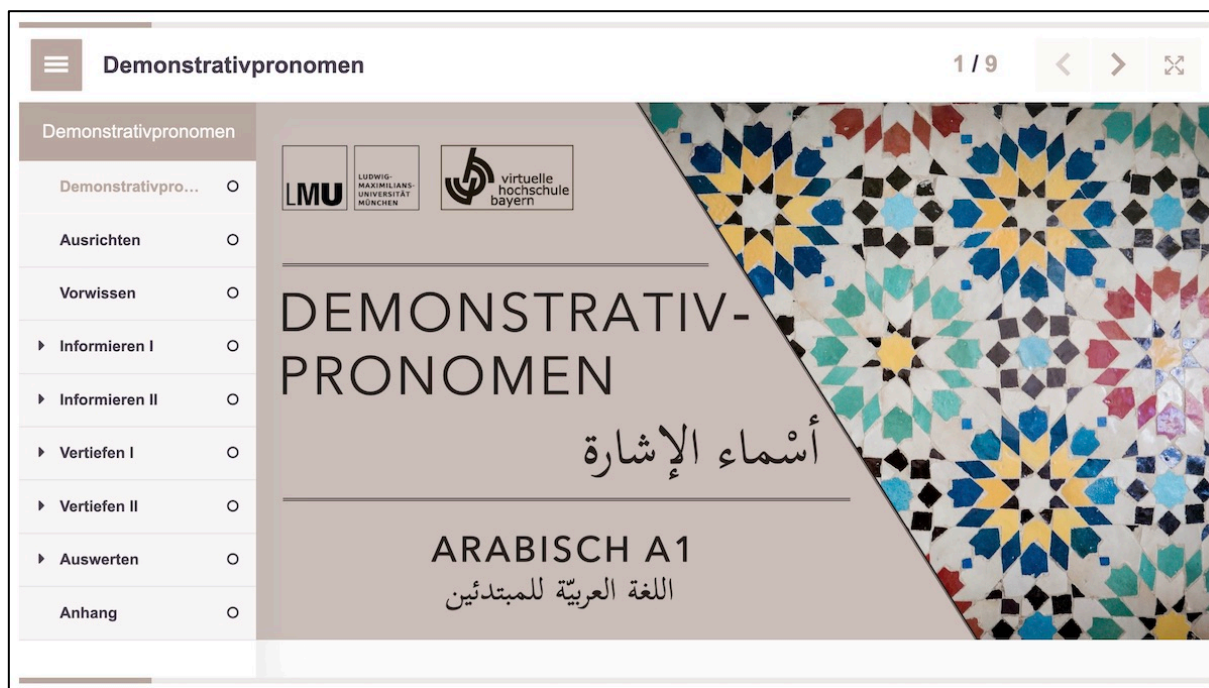 Demonstrativpronomen
1 / 9
Demonstrativpronomen
Demonstrativpro...
Ausrichten
Vorwissen
Informieren I
Informieren II
Vertiefen I
Vertiefen II
Auswerten
Anhang
LMU
LUDWIG-
MAXIMILIANS-
UNIVERSITÄT
MÜNCHEN
virtuelle
hochschule
bayern
DEMONSTRATIV-
PRONOMEN
أسْماء الإشارة
ARABISCH A1
اللغة العربيّة للمبتدئين